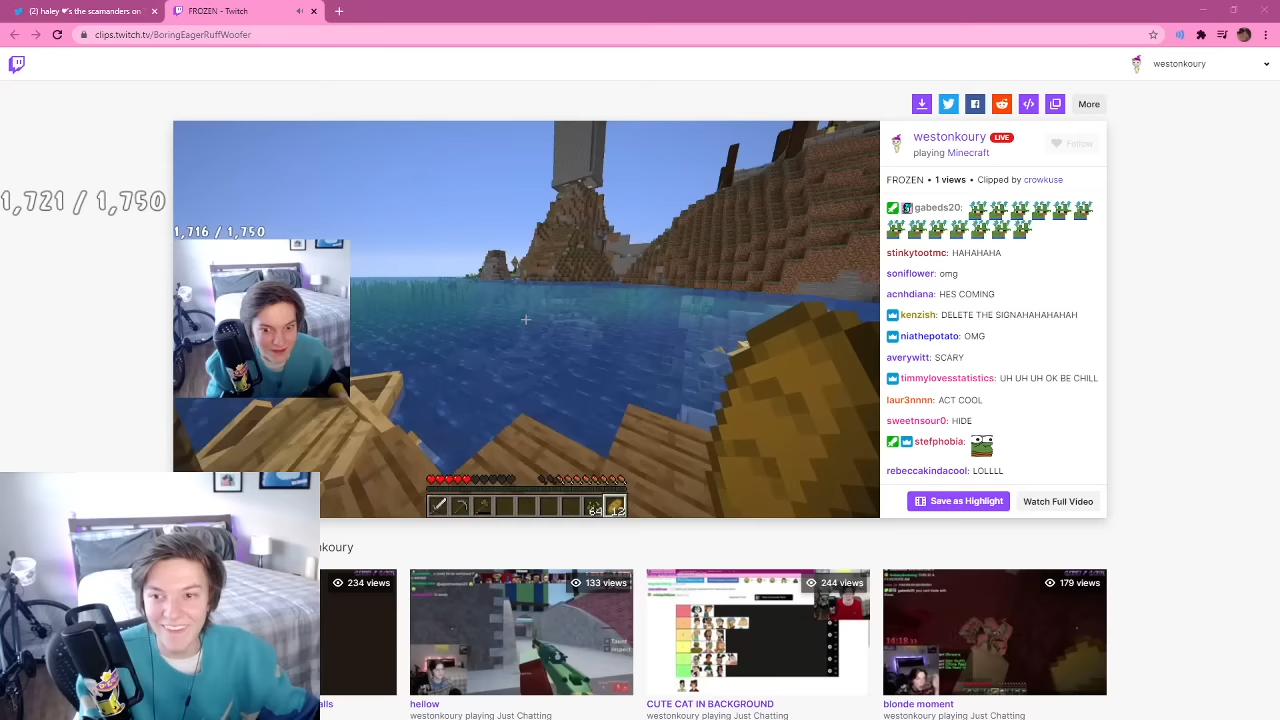 (2) haley ❤'s the scamanders on
FROZEN - Twitch
clips.twitch.tv/BoringEagerRuffWoofer
westonkoury
More
westonkoury LIVE
playing Minecraft
Follow
FROZEN • 1 views • Clipped by crowkuse
1,721 / 1,750
1,716 / 1,750
gabeds20:
stinkytootmc: HAHAHAHA
soniflower: omg
acnhdiana: HES COMING
kenzish: DELETE THE SIGNAHAHAHAHAH
niathepotato: OMG
averywitt: SCARY
timmylovesstatistics: UH UH UH OK BE CHILL
laur3nnnn: ACT COOL
sweetnsour0: HIDE
stefphobia:
rebeccakindacool: LOLLLL
64 12
Save as Highlight
Watch Full Video
koury
234 views
133 views
244 views
179 views
14:18
alls
hellow
CUTE CAT IN BACKGROUND
blonde moment
westonkoury playing Just Chatting
westonkoury playing Just Chatting
westonkoury playing Just Chatting